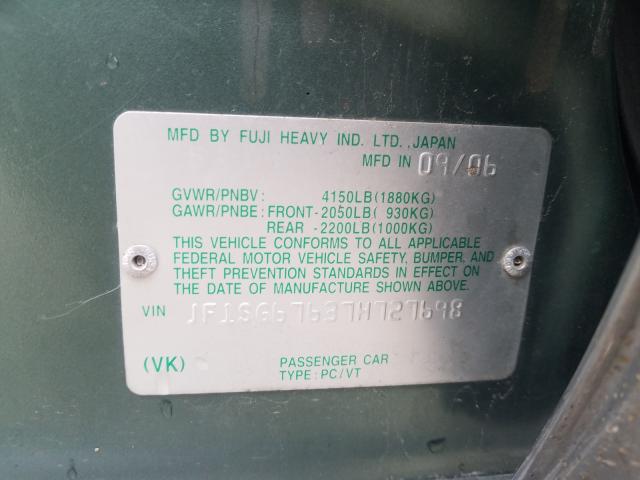 MFD BY FUJI HEAVY IND. LTD., JAPAN
MFD IN 09/06
GVWR/PNBV: 4150LB(1880KG)
GAWR/PNBE: FRONT-2050LB( 930KG)
REAR -2200LB(1000KG)
THIS VEHICLE CONFORMS TO ALL APPLICABLE
FEDERAL MOTOR VEHICLE SAFETY, BUMPER, AND
THEFT PREVENTION STANDARDS IN EFFECT ON
THE DATE OF MANUFACTURE SHOWN ABOVE.
VIN JF1SG67637H727698
(VK) PASSENGER CAR
TYPE: PC/VT